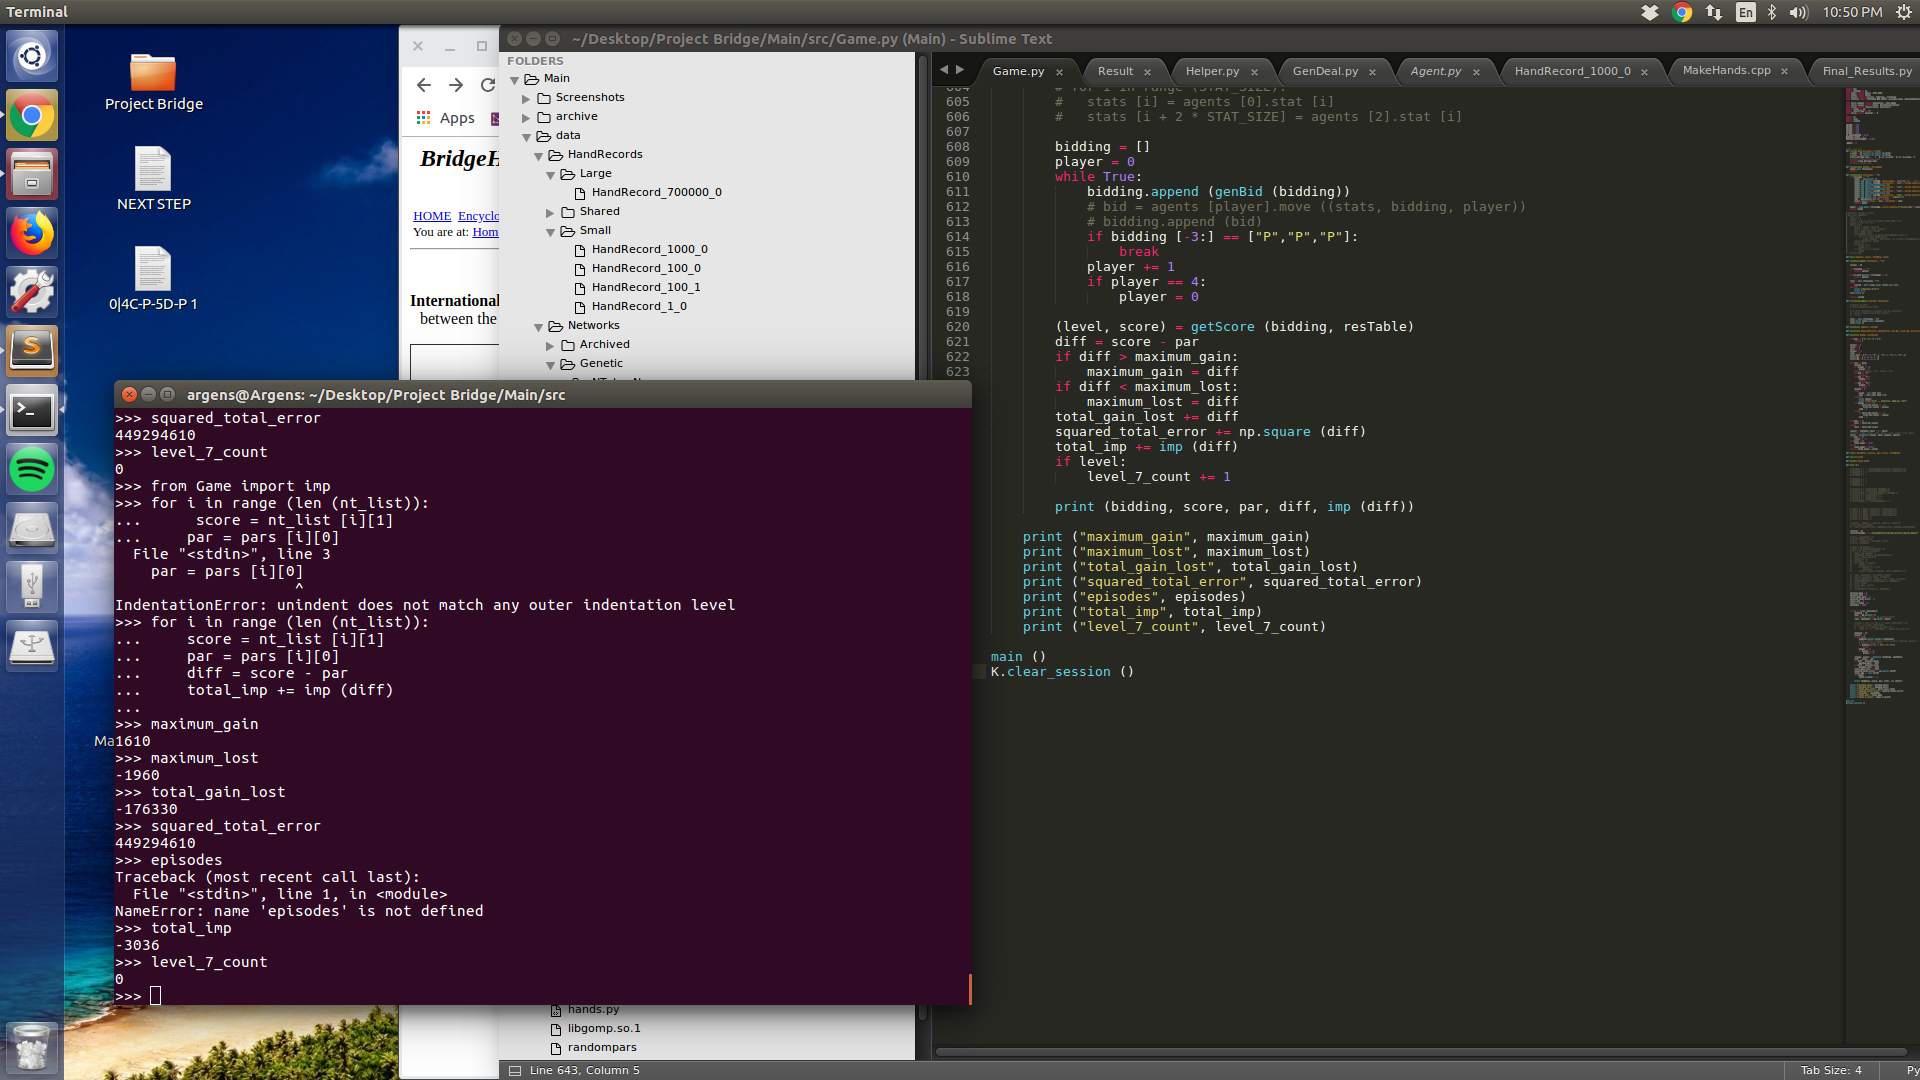 Terminal
En
10:50 PM
Project Bridge
NEXT STEP
0|4C-P-5D-P 1
Ma
Apps
BridgeH
HOME Encyclo
You are at: Hom
International
between the
~/Desktop/Project Bridge/Main/src/Game.py (Main) - Sublime Text
FOLDERS
Main
Screenshots
archive
data
HandRecords
Large
HandRecord_700000_0
Shared
Small
HandRecord_1000_0
HandRecord_100_0
HandRecord_100_1
HandRecord_1_0
Networks
Archived
Genetic
hands.py
libgomp.so.1
randompars
Game.py
Result
Helper.py
GenDeal.py
Agent.py
HandRecord_1000_0
MakeHands.cpp
Final_Results.py
604 # for i in range (STAT_SIZE):
605 #   stats [i] = agents [0].stat [i]
606 #   stats [i + 2 * STAT_SIZE] = agents [2].stat [i]
607
608 bidding = []
609 player = 0
610 while True:
611     bidding.append (genBid (bidding))
612     # bid = agents [player].move ((stats, bidding, player))
613     # bidding.append (bid)
614     if bidding [-3:] == ["P","P","P"]:
615         break
616     player += 1
617     if player == 4:
618         player = 0
619
620 (level, score) = getScore (bidding, resTable)
621 diff = score - par
622 if diff > maximum_gain:
623     maximum_gain = diff
if diff < maximum_lost:
    maximum_lost = diff
total_gain_lost += diff
squared_total_error += np.square (diff)
total_imp += imp (diff)
if level:
    level_7_count += 1
print (bidding, score, par, diff, imp (diff))
print ("maximum_gain", maximum_gain)
print ("maximum_lost", maximum_lost)
print ("total_gain_lost", total_gain_lost)
print ("squared_total_error", squared_total_error)
print ("episodes", episodes)
print ("total_imp", total_imp)
print ("level_7_count", level_7_count)
main ()
K.clear_session ()
argens@Argens: ~/Desktop/Project Bridge/Main/src
>>> squared_total_error
449294610
>>> level_7_count
0
>>> from Game import imp
>>> for i in range (len (nt_list)):
...      score = nt_list [i][1]
...     par = pars [i][0]
  File "<stdin>", line 3
    par = pars [i][0]
                    ^
IndentationError: unindent does not match any outer indentation level
>>> for i in range (len (nt_list)):
...     score = nt_list [i][1]
...     par = pars [i][0]
...     diff = score - par
...     total_imp += imp (diff)
...
>>> maximum_gain
1610
>>> maximum_lost
-1960
>>> total_gain_lost
-176330
>>> squared_total_error
449294610
>>> episodes
Traceback (most recent call last):
  File "<stdin>", line 1, in <module>
NameError: name 'episodes' is not defined
>>> total_imp
-3036
>>> level_7_count
0
>>>
Line 643, Column 5
Tab Size: 4
Py